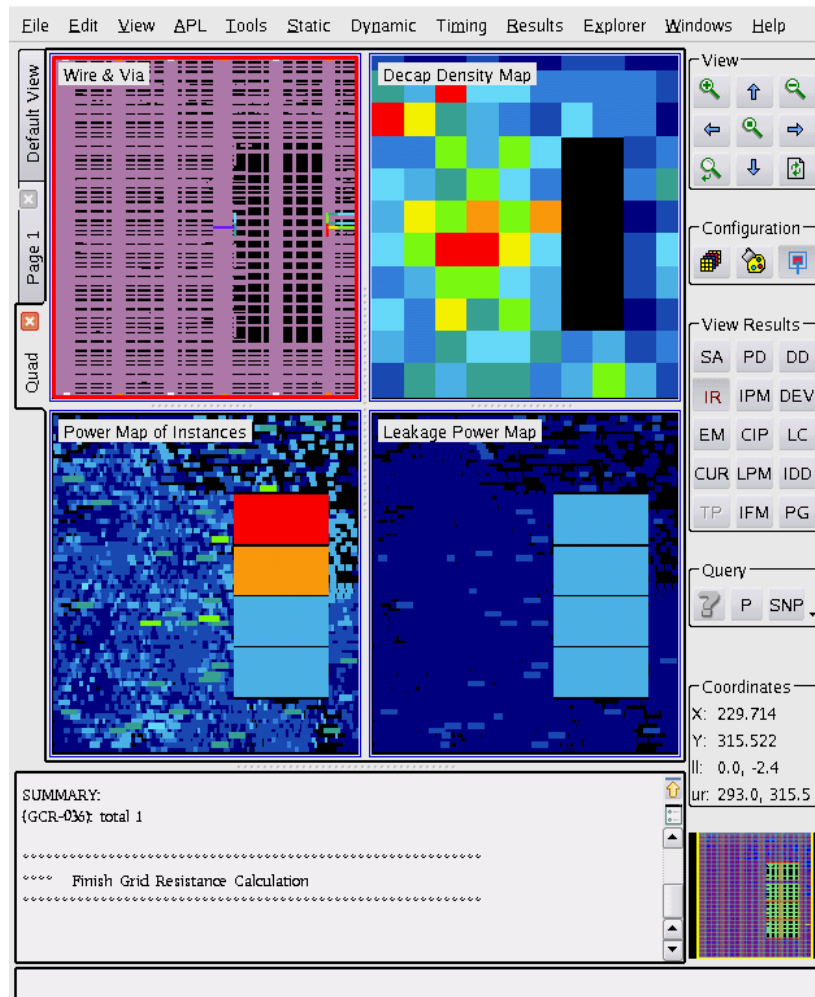 File Edit View APL Tools Static Dynamic Timing Results Explorer Windows Help
Default View
Page 1
Quad
Wire & Via
Decap Density Map
Power Map of Instances
Leakage Power Map
View
Configuration
View Results
SA PD DD
IR IPM DEV
EM CIP LC
CUR LPM IDD
TP IFM PG
Query
? P SNP
Coordinates
X: 229.714
Y: 315.522
ll: 0.0, -2.4
ur: 293.0, 315.5
SUMMARY:
(GCR-036): total 1
************************************************************
**** Finish Grid Resistance Calculation
************************************************************